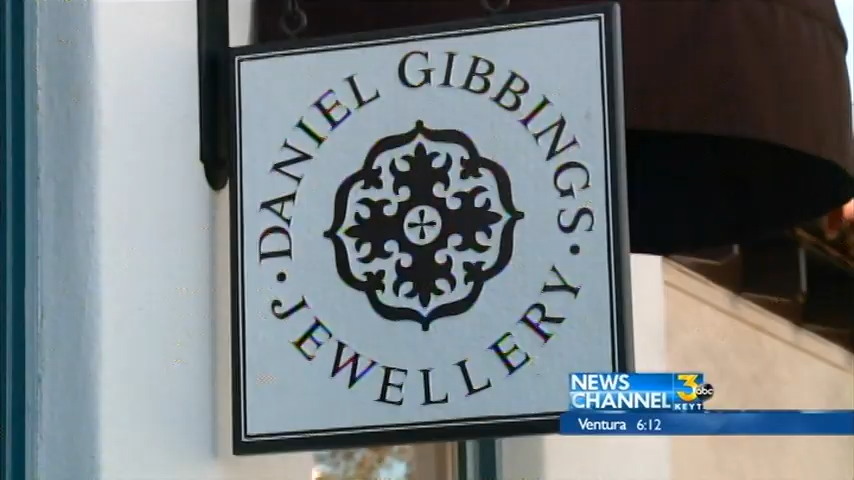 DANIEL GIBBINGS
• JEWELLERY •
NEWS
CHANNEL 3 abc
KEYT
Ventura 6:12